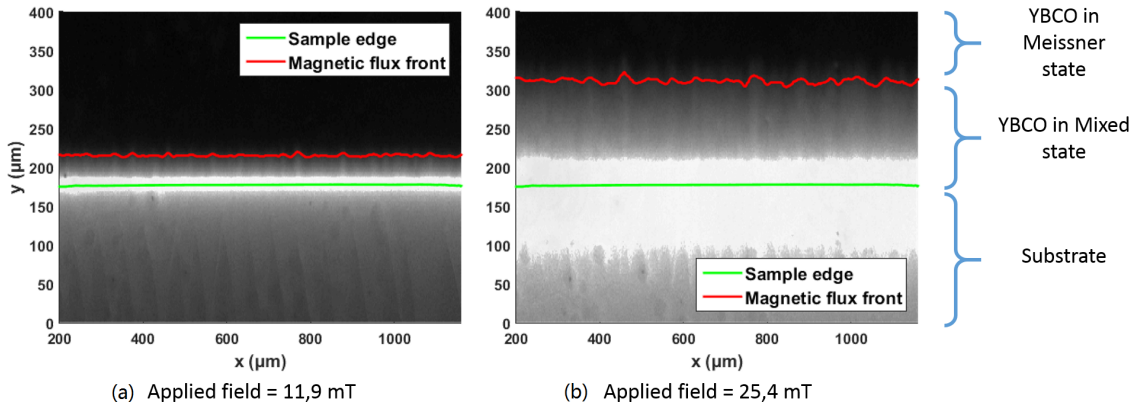 400
350
300
250
200
150
100
50
0
y (µm)
200
400
600
800
1000
x (µm)
Sample edge
Magnetic flux front
(a) Applied field = 11,9 mT
400
350
300
250
200
150
100
50
0
200
400
600
800
1000
x (µm)
Sample edge
Magnetic flux front
(b) Applied field = 25,4 mT
YBCO in
Meissner
state
YBCO in Mixed
state
Substrate